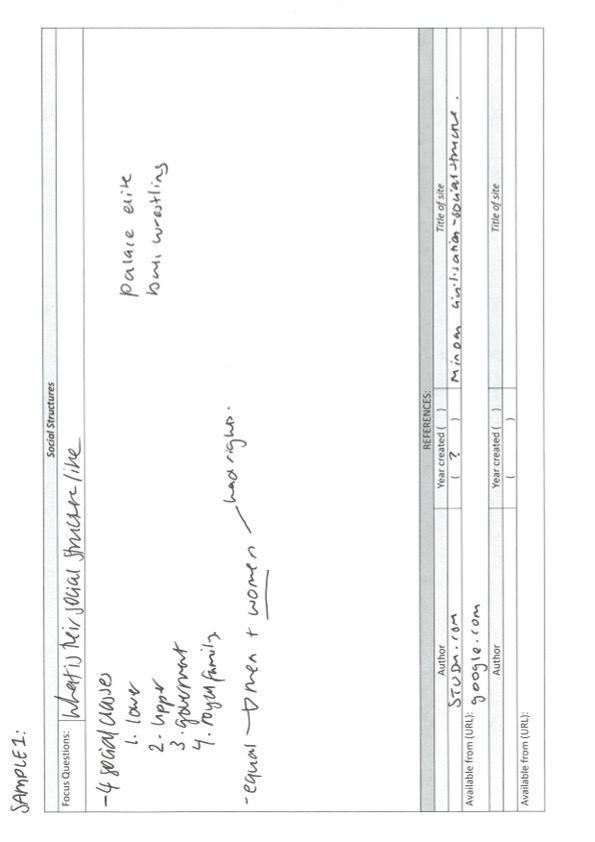 SAMPLE 1:
Social Structures
Focus Questions: What is their social structure like
- 4 social classes
1. lower
2. upper
3. goverment
4. royal family
palace elite
bull wrestling
- equal → men + women — had rights.
REFERENCES:
Author Year created ( ) Title of site
STUDY.com ( ? ) Minoan civilisation - social structure.
Available from (URL): google.com
Author Year created ( ) Title of site
( )
Available from (URL):